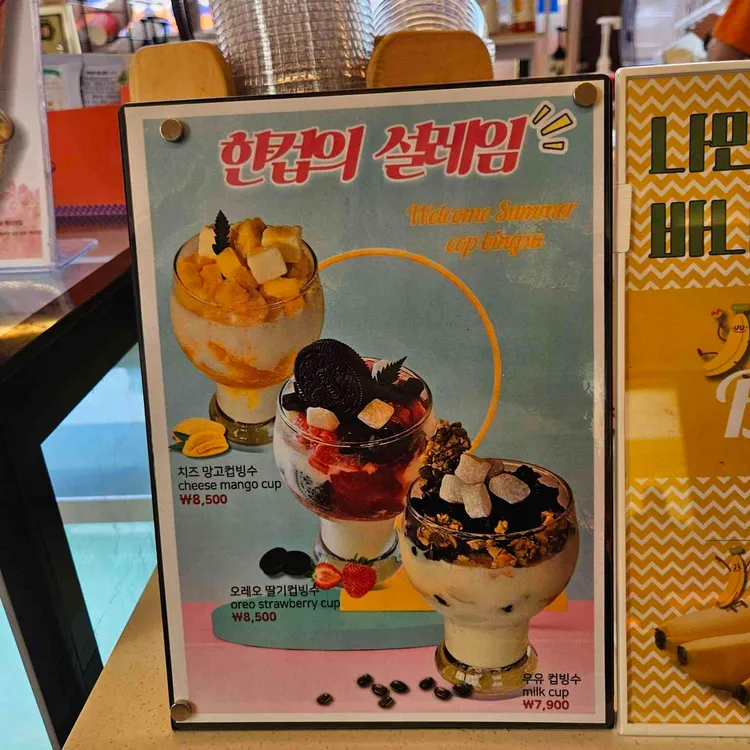 한컵의 설레임
Welcome Summer
cup bingsu
치즈 망고컵빙수
cheese mango cup
₩8,500
오레오 딸기컵빙수
oreo strawberry cup
₩8,500
우유 컵빙수
milk cup
₩7,900